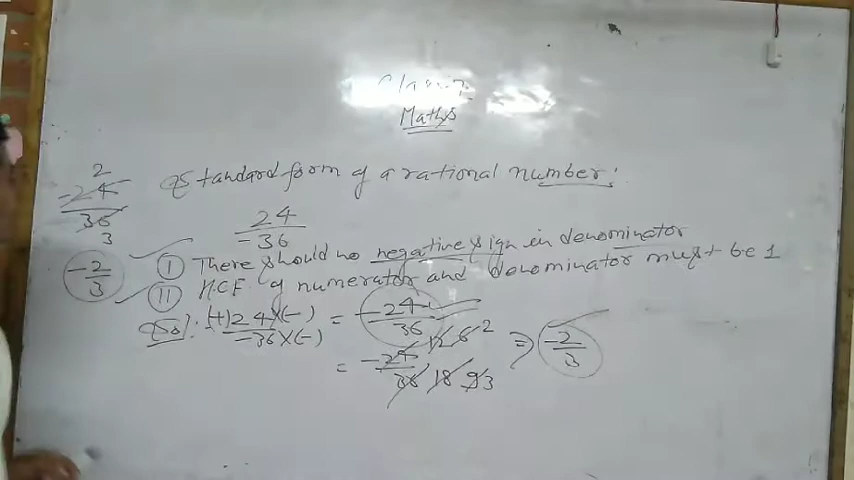 Class-7
Maths
Standard form of a rational number:
24
-36
(I) There should no negative sign in denominator
(II) H.C.F of numerator and denominator must be 1
Sol: (+)24×(-) = -24
-36×(-) 36
= -24 12 6 2 ⇒ -2
36 18 9 3 3
2
-24
36
3
-2
3